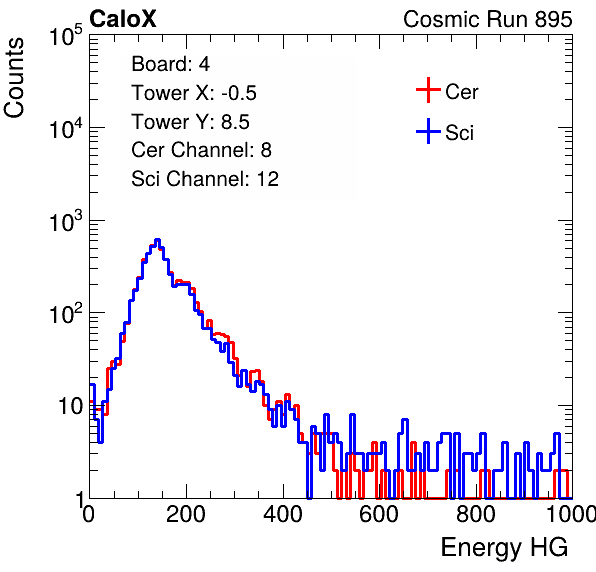 CaloX Cosmic Run 895
Counts
Board: 4
Tower X: -0.5
Tower Y: 8.5
Cer Channel: 8
Sci Channel: 12
Cer
Sci
10^5
10^4
10^3
10^2
10
1
0 200 400 600 800 1000
Energy HG